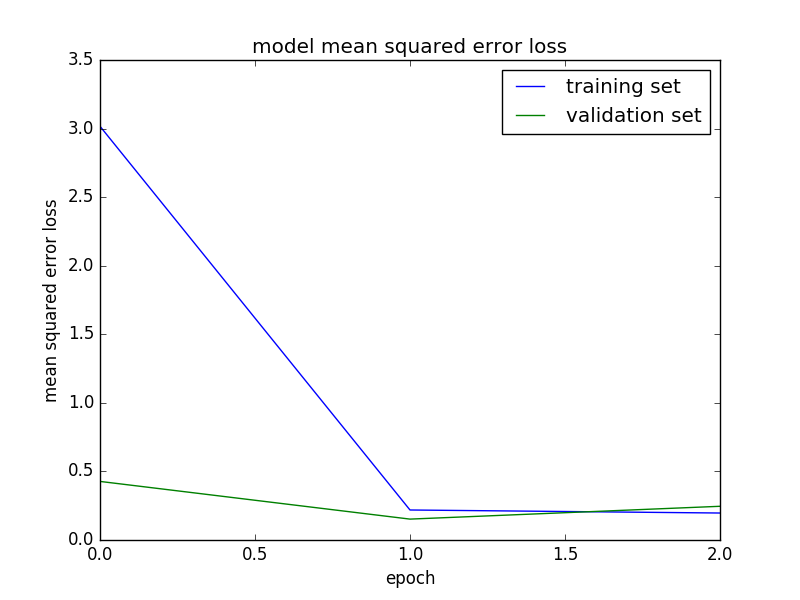 model mean squared error loss
training set
validation set
mean squared error loss
3.5
3.0
2.5
2.0
1.5
1.0
0.5
0.0
0.0 0.5 1.0 1.5 2.0
epoch